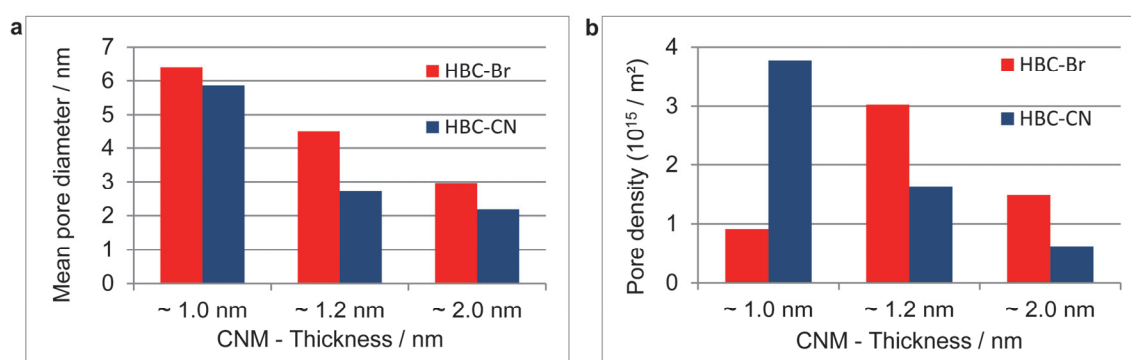 a
Mean pore diameter / nm
7
6
5
4
3
2
1
0
HBC-Br
HBC-CN
~ 1.0 nm ~ 1.2 nm ~ 2.0 nm
CNM - Thickness / nm
b
Pore density (10¹⁵ / m²)
4
3
2
1
0
HBC-Br
HBC-CN
~ 1.0 nm ~ 1.2 nm ~ 2.0 nm
CNM - Thickness / nm